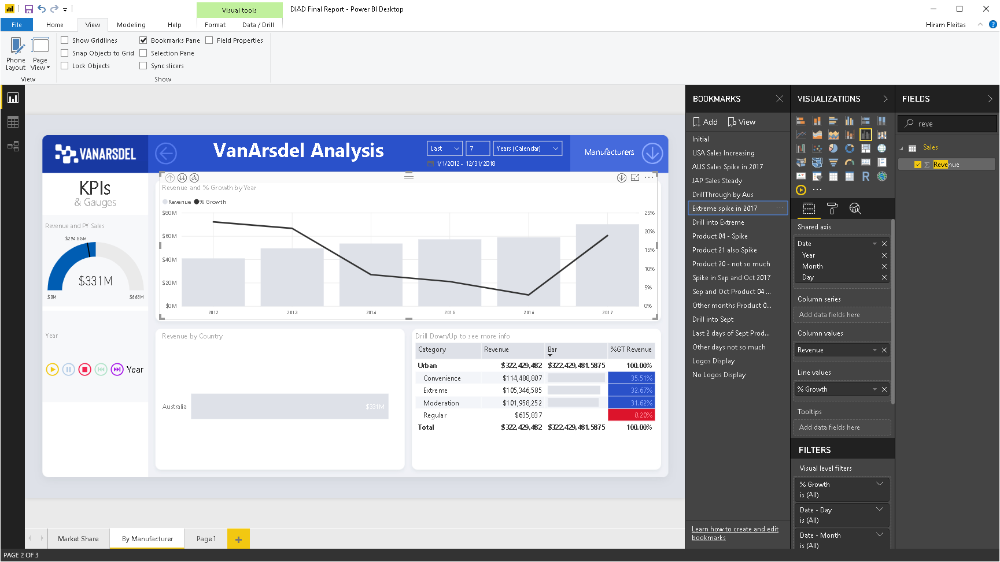 Visual tools
DIAD Final Report - Power BI Desktop
File
Home
View
Modeling
Help
Format
Data / Drill
Hiram Fleitas
Show Gridlines
Bookmarks Pane
Field Properties
Snap Objects to Grid
Selection Pane
Lock Objects
Sync slicers
Phone
Layout
Page
View
View
Show
VANARSDEL
VanArsdel Analysis
Last
7
Years (Calendar)
1/1/2012 - 12/31/2018
Manufacturers
KPIs
& Gauges
Revenue and PY Sales
$294.55M
$331M
$0M
$663M
Year
Year
Revenue and % Growth by Year
Revenue
% Growth
$80M
$60M
$40M
$20M
$0M
25%
20%
15%
10%
5%
0%
2012
2013
2014
2015
2016
2017
Revenue by Country
Australia
$331M
Drill Down/Up to see more info
Category Revenue Bar %GT Revenue
Urban $322,429,482 $322,429,481.5875 100.00%
Convenience $114,488,807 35.51%
Extreme $105,346,585 32.67%
Moderation $101,958,252 31.62%
Regular $635,837 0.20%
Total $322,429,482 $322,429,481.5875 100.00%
BOOKMARKS
Add
View
Initial
USA Sales Increasing
AUS Sales Spike in 2017
JAP Sales Steady
DrillThrough by Aus
Extreme spike in 2017 ...
Drill into Extreme
Product 04 - Spike
Product 21 also Spike
Product 20 - not so much
Spike in Sep and Oct 2017
Sep and Oct Product 04 ...
Other months Product 0...
Drill into Sept
Last 2 days of Sept Prod...
Other days not so much
Logos Display
No Logos Display
Learn how to create and edit
bookmarks
VISUALIZATIONS
R
...
Shared axis
Date
Year
Month
Day
Column series
Add data fields here
Column values
Revenue
Line values
% Growth
Tooltips
Add data fields here
FILTERS
Visual level filters
% Growth
is (All)
Date - Day
is (All)
Date - Month
is (All)
FIELDS
reve
Sales
Σ Revenue
Market Share
By Manufacturer
Page 1
+
PAGE 2 OF 3